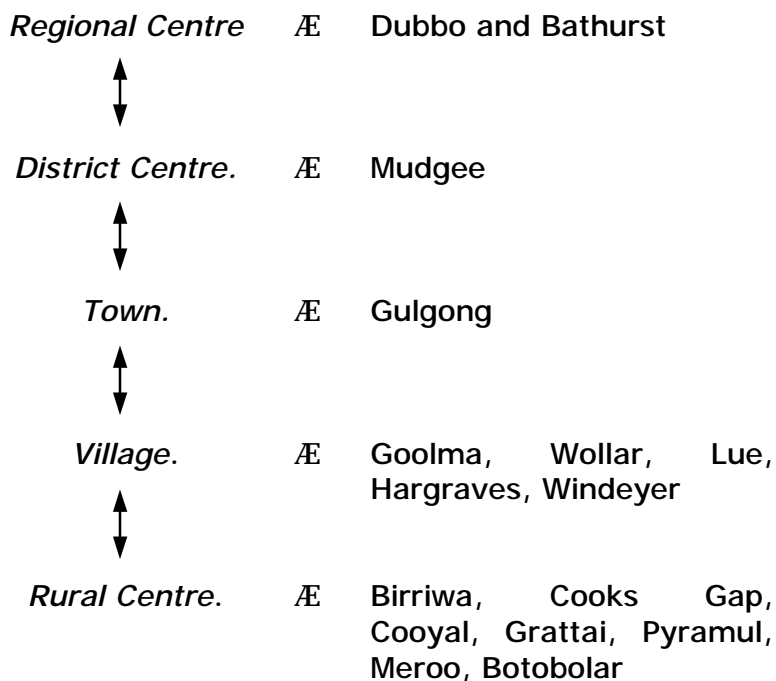 Regional Centre Æ Dubbo and Bathurst
District Centre. Æ Mudgee
Town. Æ Gulgong
Village. Æ Goolma, Wollar, Lue,
Hargraves, Windeyer
Rural Centre. Æ Birriwa, Cooks Gap,
Cooyal, Grattai, Pyramul,
Meroo, Botobolar